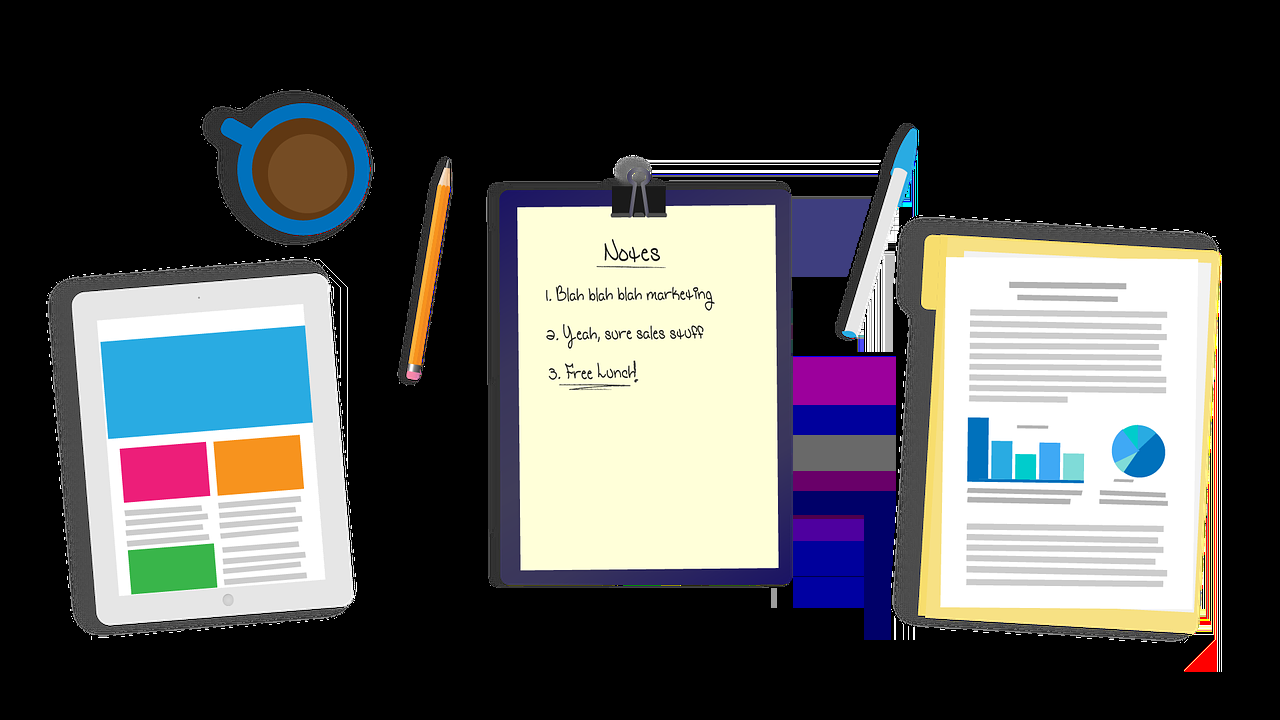 Notes
1. Blah blah blah marketing
2. Yeah, sure sales stuff
3. Free Lunch!